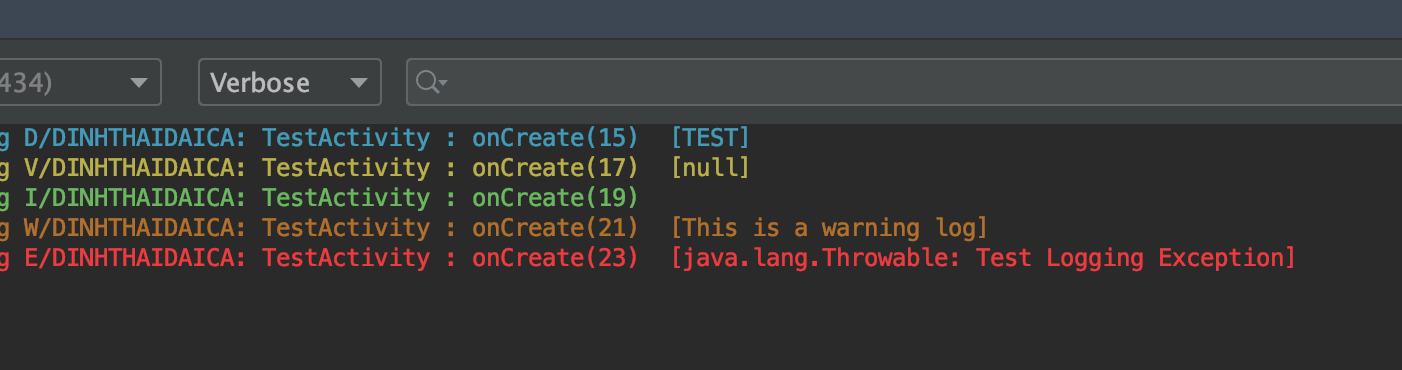 434)
Verbose
g D/DINHTHAIDAICA: TestActivity : onCreate(15)  [TEST]
g V/DINHTHAIDAICA: TestActivity : onCreate(17)  [null]
g I/DINHTHAIDAICA: TestActivity : onCreate(19)
g W/DINHTHAIDAICA: TestActivity : onCreate(21)  [This is a warning log]
g E/DINHTHAIDAICA: TestActivity : onCreate(23)  [java.lang.Throwable: Test Logging Exception]